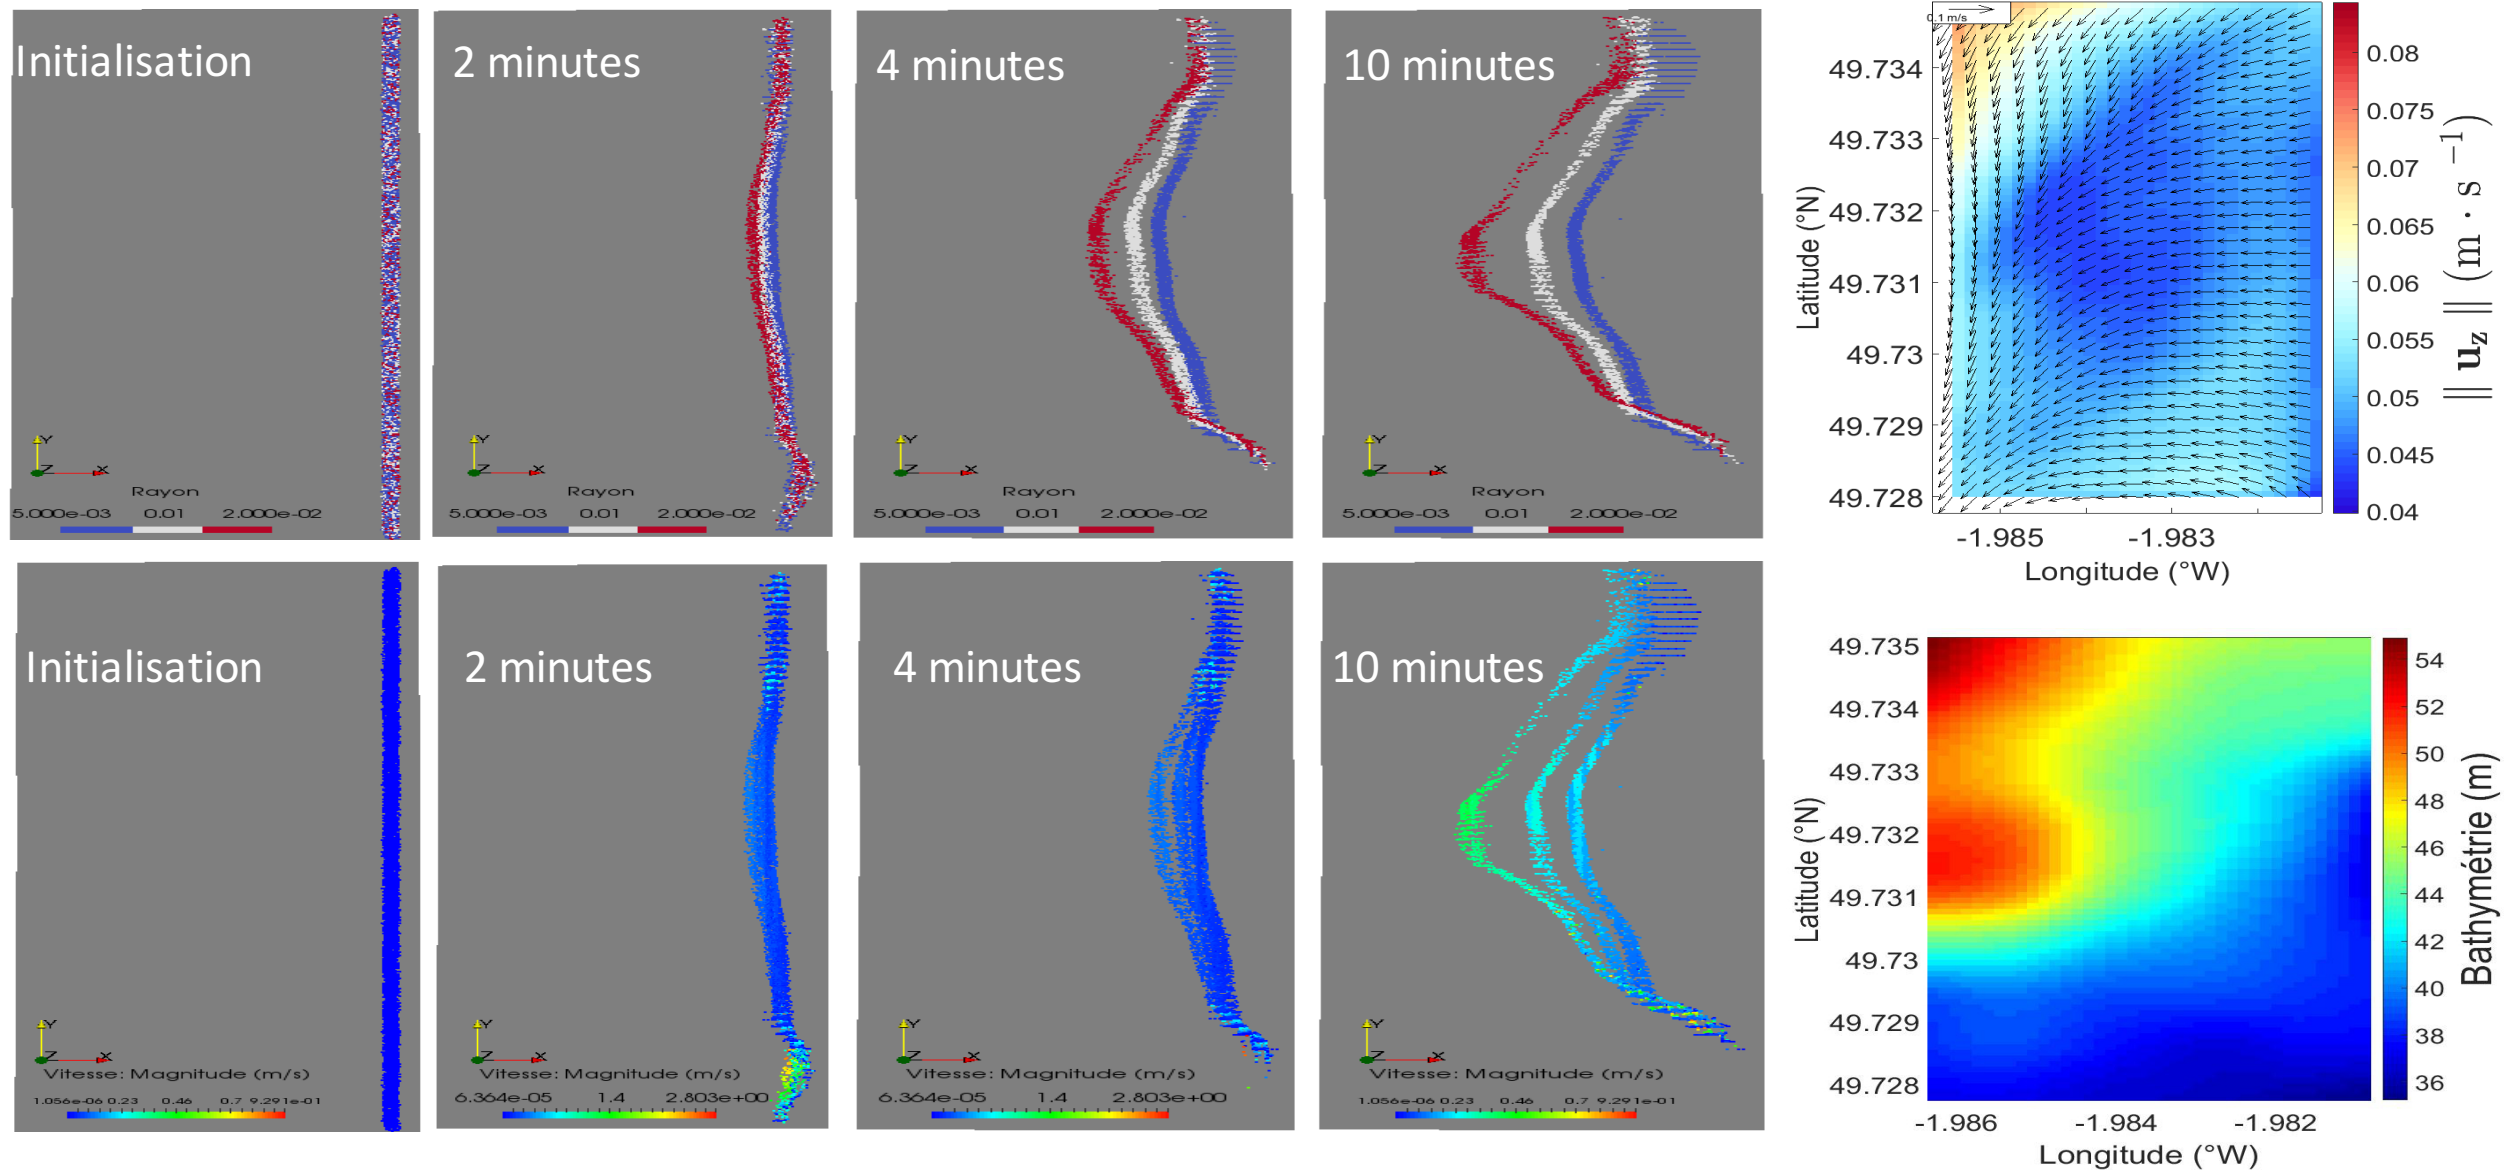 Initialisation
Y
Z X
Rayon
5.000e-03 0.01 2.000e-02
2 minutes
Y
Z X
Rayon
5.000e-03 0.01 2.000e-02
4 minutes
Y
Z X
Rayon
5.000e-03 0.01 2.000e-02
10 minutes
Y
Z X
Rayon
5.000e-03 0.01 2.000e-02
0.1 m/s
49.734
49.733
49.732
49.731
49.73
49.729
49.728
Latitude (°N)
-1.985 -1.983
Longitude (°W)
0.08
0.075
0.07
0.065
0.06
0.055
0.05
0.045
0.04
‖ u_z ‖ (m · s ⁻¹)
Initialisation
Y
Z X
Vitesse: Magnitude (m/s)
1.056e-06 0.23 0.46 0.7 9.291e-01
2 minutes
Y
Z X
Vitesse: Magnitude (m/s)
6.364e-05 1.4 2.803e+00
4 minutes
Y
Z X
Vitesse: Magnitude (m/s)
6.364e-05 1.4 2.803e+00
10 minutes
Y
Z X
Vitesse: Magnitude (m/s)
1.056e-06 0.23 0.46 0.7 9.291e-01
49.735
49.734
49.733
49.732
49.731
49.73
49.729
49.728
Latitude (°N)
-1.986 -1.984 -1.982
Longitude (°W)
54
52
50
48
46
44
42
40
38
36
Bathymétrie (m)